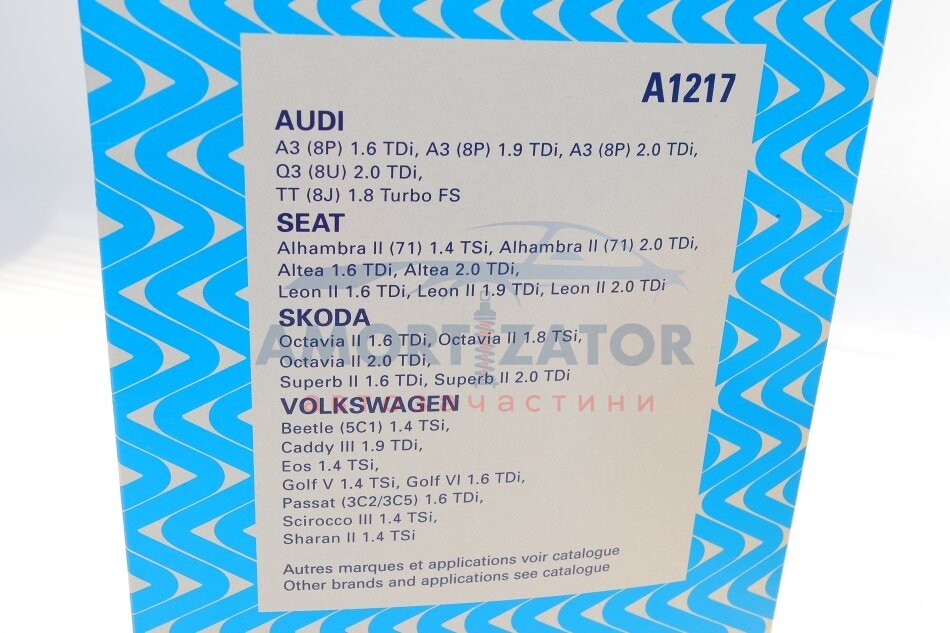 A1217
AUDI
A3 (8P) 1.6 TDi, A3 (8P) 1.9 TDi, A3 (8P) 2.0 TDi,
Q3 (8U) 2.0 TDi,
TT (8J) 1.8 Turbo FS
SEAT
Alhambra II (71) 1.4 TSi, Alhambra II (71) 2.0 TDi,
Altea 1.6 TDi, Altea 2.0 TDi,
Leon II 1.6 TDi, Leon II 1.9 TDi, Leon II 2.0 TDi
SKODA
Octavia II 1.6 TDi, Octavia II 1.8 TSi,
AMORTIZATOR
Octavia II 2.0 TDi,
Superb II 1.6 TDi, Superb II 2.0 TDi
VOLKSWAGEN
автозапчастини
Beetle (5C1) 1.4 TSi,
Caddy III 1.9 TDi,
Eos 1.4 TSi,
Golf V 1.4 TSi, Golf VI 1.6 TDi,
Passat (3C2/3C5) 1.6 TDi,
Scirocco III 1.4 TSi,
Sharan II 1.4 TSi
Autres marques et applications voir catalogue
Other brands and applications see catalogue